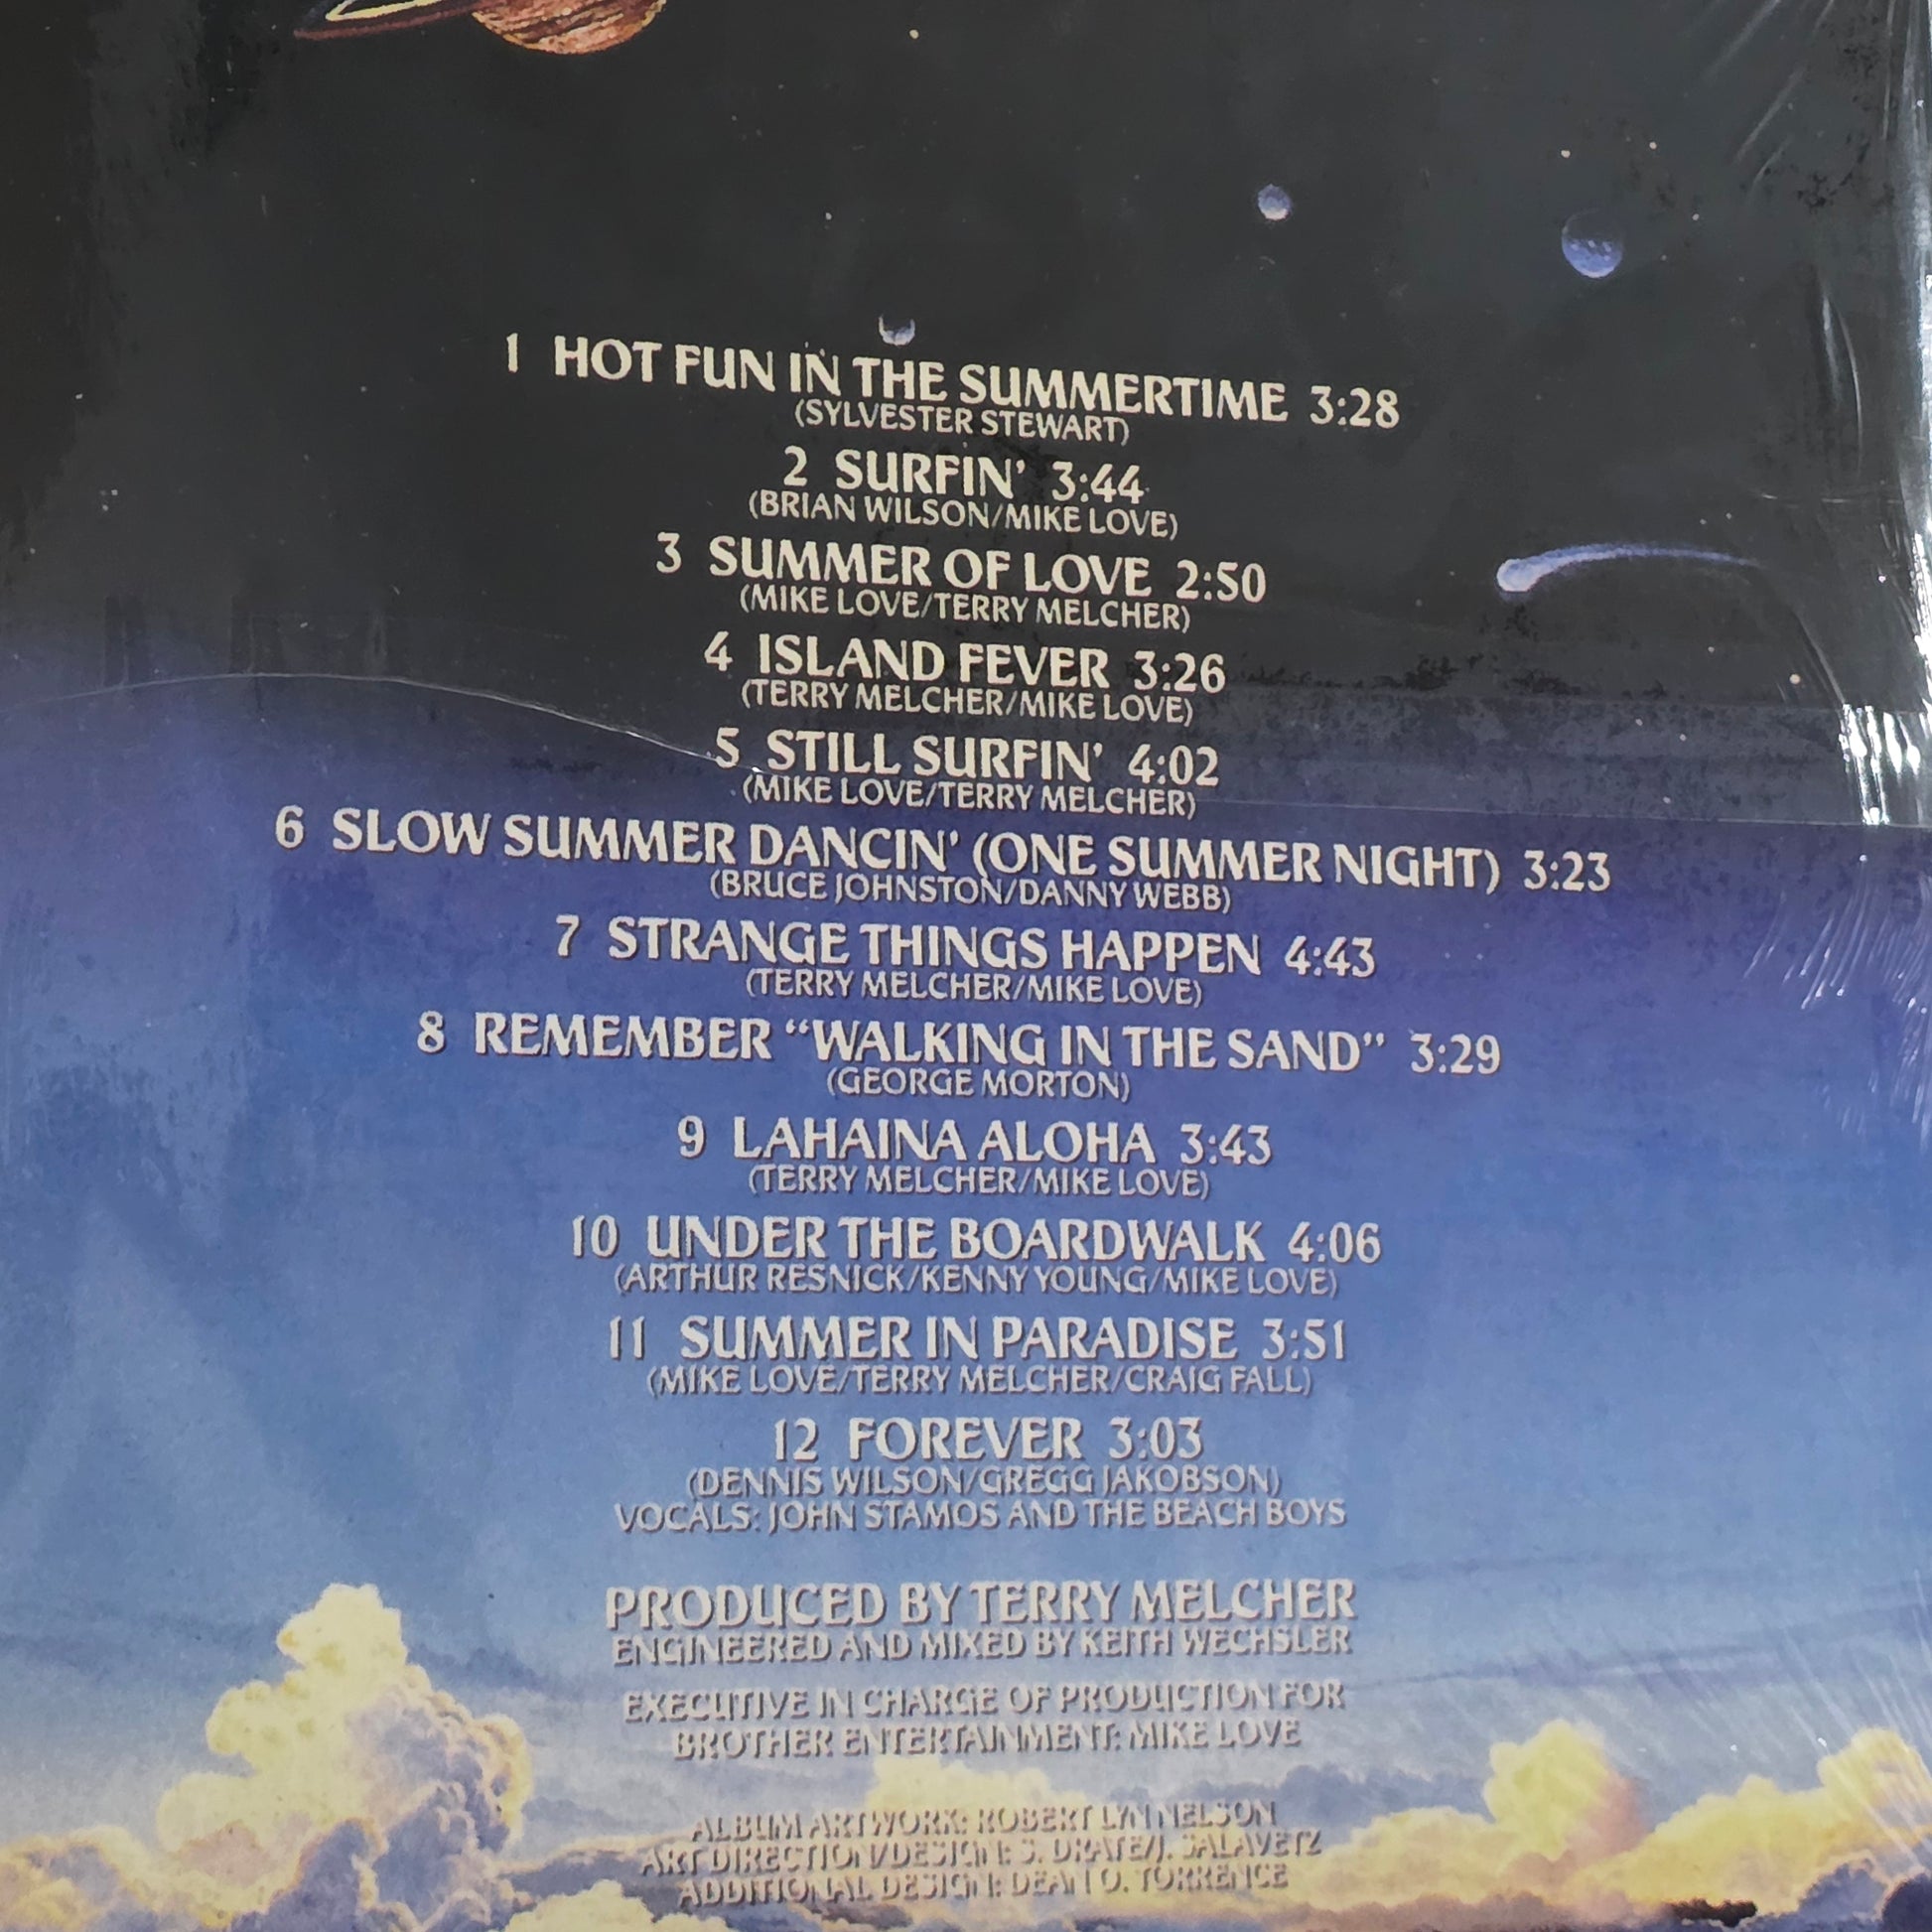 1 HOT FUN IN THE SUMMERTIME 3:28
(SYLVESTER STEWART)
2 SURFIN' 3:44
(BRIAN WILSON/MIKE LOVE)
3 SUMMER OF LOVE 2:50
(MIKE LOVE/TERRY MELCHER)
4 ISLAND FEVER 3:26
(TERRY MELCHER/MIKE LOVE)
5 STILL SURFIN' 4:02
(MIKE LOVE/TERRY MELCHER)
6 SLOW SUMMER DANCIN' (ONE SUMMER NIGHT) 3:23
(BRUCE JOHNSTON/DANNY WEBB)
7 STRANGE THINGS HAPPEN 4:43
(TERRY MELCHER/MIKE LOVE)
8 REMEMBER "WALKING IN THE SAND" 3:29
(GEORGE MORTON)
9 LAHAINA ALOHA 3:43
(TERRY MELCHER/MIKE LOVE)
10 UNDER THE BOARDWALK 4:06
(ARTHUR RESNICK/KENNY YOUNG/MIKE LOVE)
11 SUMMER IN PARADISE 3:51
(MIKE LOVE/TERRY MELCHER/CRAIG FALL)
12 FOREVER 3:03
(DENNIS WILSON/GREGG JAKOBSON)
VOCALS: JOHN STAMOS AND THE BEACH BOYS
PRODUCED BY TERRY MELCHER
ENGINEERED AND MIXED BY KEITH WECHSLER
EXECUTIVE IN CHARGE OF PRODUCTION FOR
BROTHER ENTERTAINMENT: MIKE LOVE
ALBUM ARTWORK: ROBERT LYN NELSON
ART DIRECTION/DESIGN: S. DRATE/J. SALAVETZ
ADDITIONAL DESIGN: DEAN O. TORRENCE